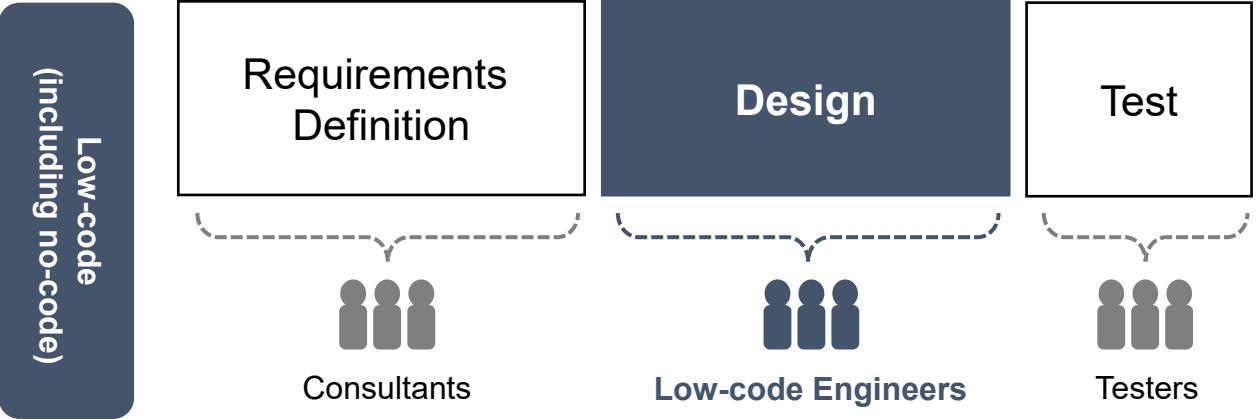 Low-code
(including no-code)
Requirements
Definition
Design
Test
Consultants
Low-code Engineers
Testers